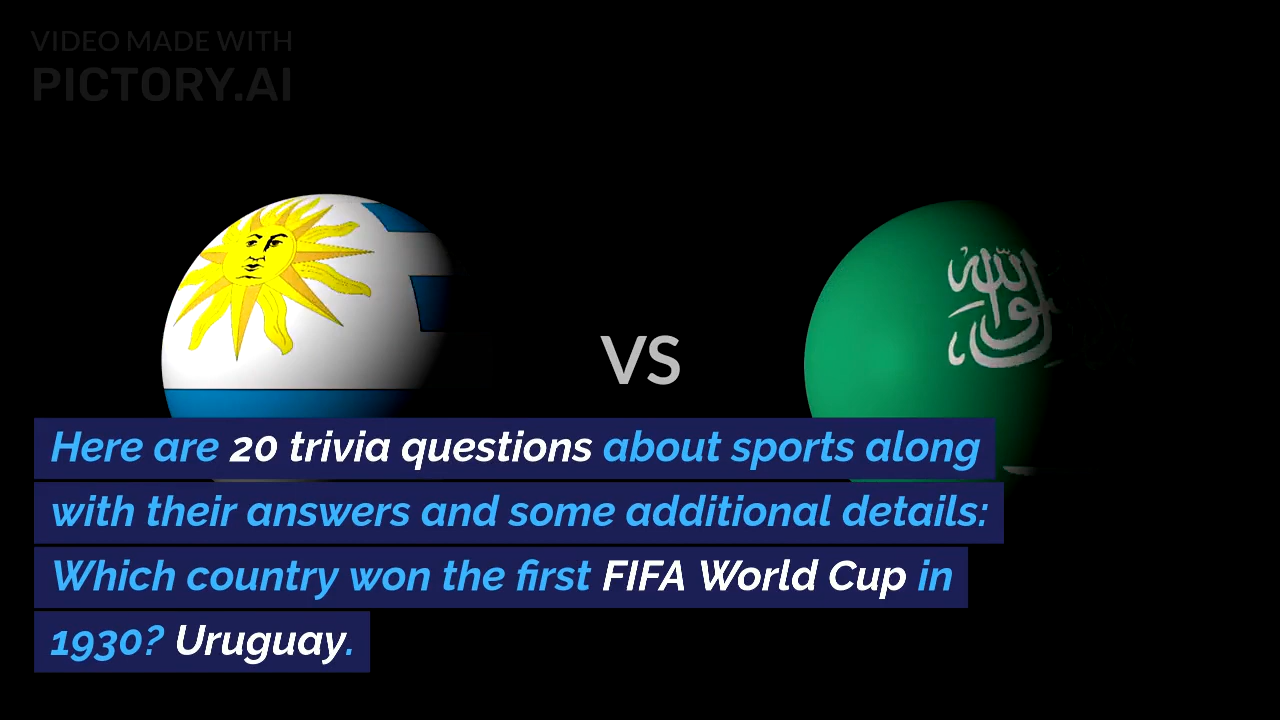 VIDEO MADE WITH
PICTORY.AI
VS
Here are 20 trivia questions about sports along
with their answers and some additional details:
Which country won the first FIFA World Cup in
1930? Uruguay.